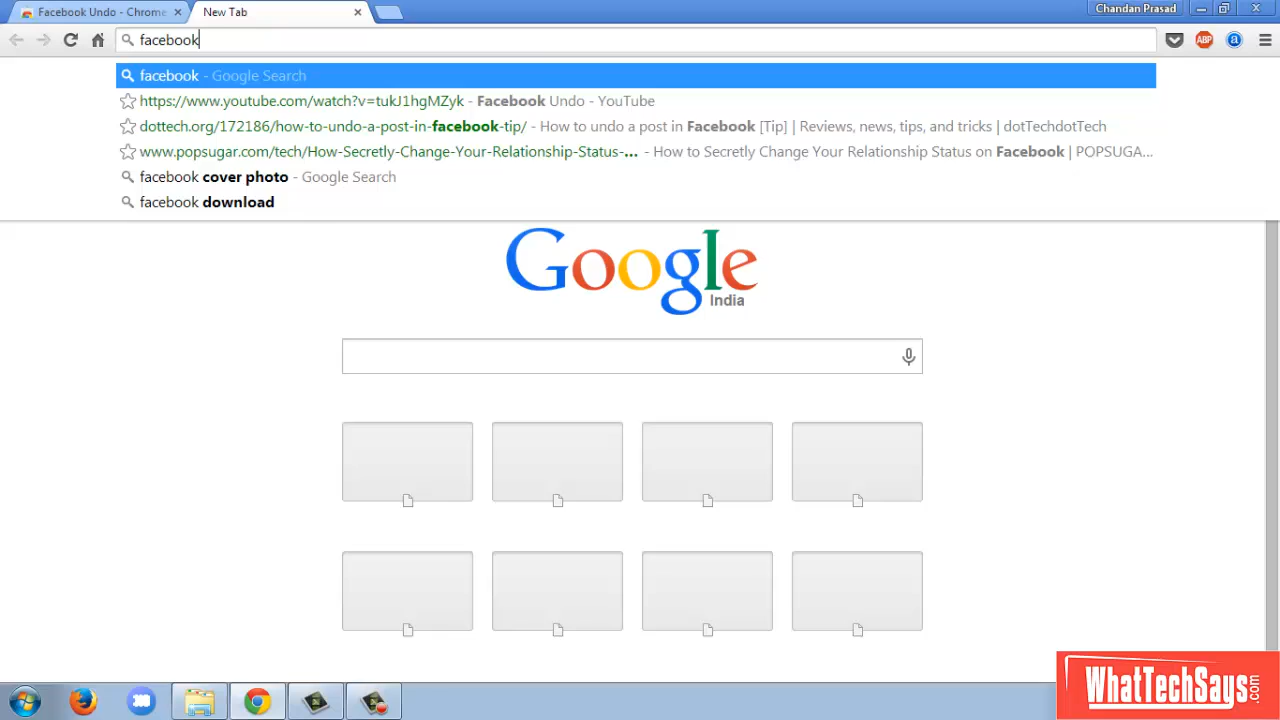 Facebook Undo - Chrome
New Tab
Chandan Prasad
facebook
ABP
a
facebook - Google Search
https://www.youtube.com/watch?v=tukJ1hgMZyk - Facebook Undo - YouTube
dottech.org/172186/how-to-undo-a-post-in-facebook-tip/ - How to undo a post in Facebook [Tip] | Reviews, news, tips, and tricks | dotTechdotTech
www.popsugar.com/tech/How-Secretly-Change-Your-Relationship-Status-... - How to Secretly Change Your Relationship Status on Facebook | POPSUGA...
facebook cover photo - Google Search
facebook download
Google
India
WhatTechSays.com